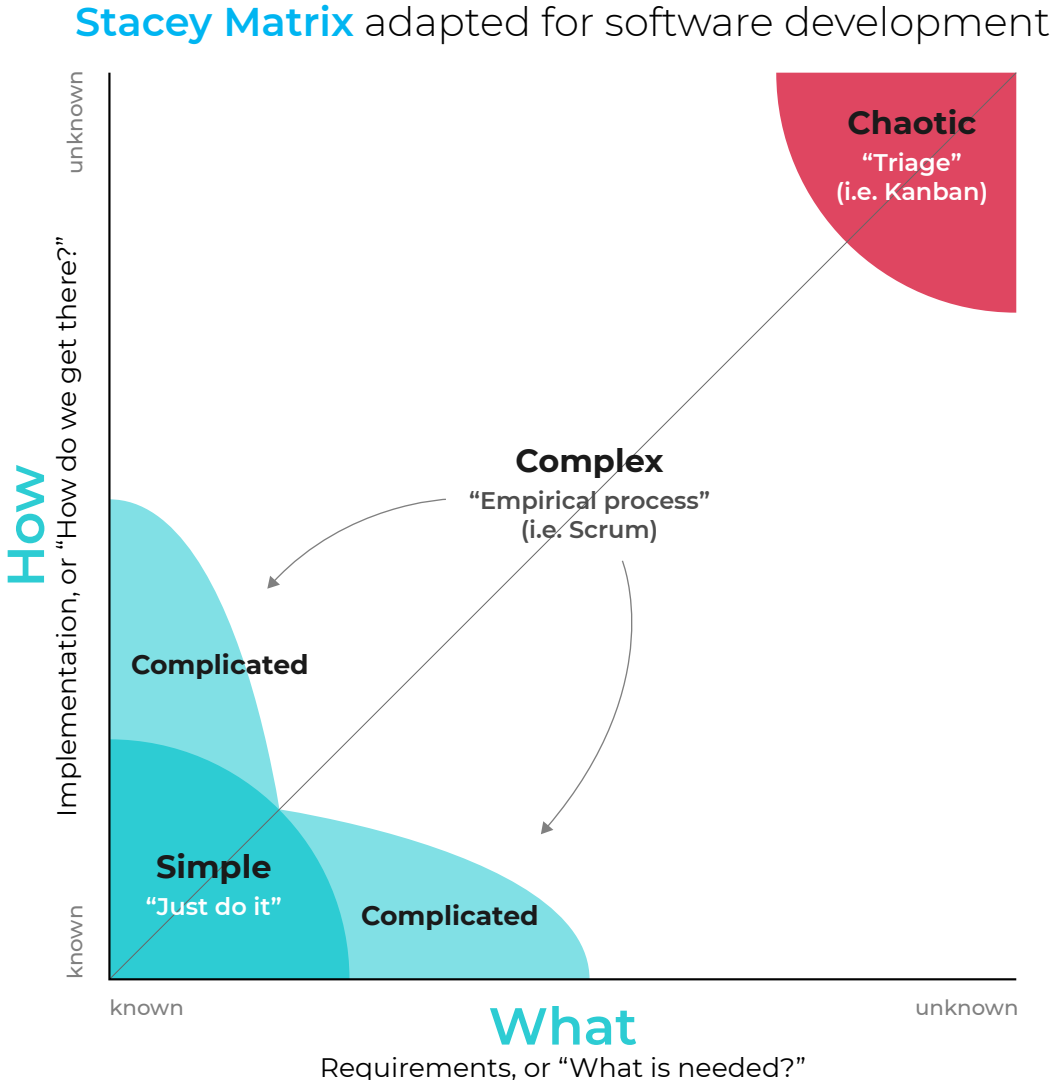 Stacey Matrix adapted for software development
unknown
Chaotic
“Triage”
(i.e. Kanban)
How
Implementation, or “How do we get there?”
Complex
“Empirical process”
(i.e. Scrum)
Complicated
Simple
“Just do it”
Complicated
known
known
unknown
What
Requirements, or “What is needed?”